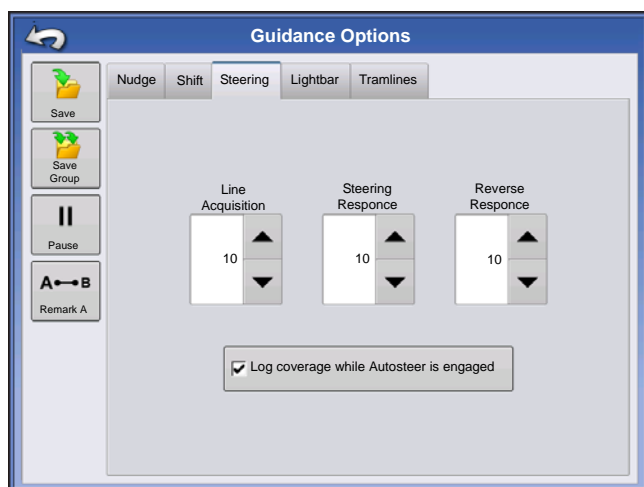 Guidance Options
Nudge Shift Steering Lightbar Tramlines
Save
Save
Group
Pause
A B
Remark A
Line
Acquisition
10
Steering
Responce
10
Reverse
Responce
10
Log coverage while Autosteer is engaged